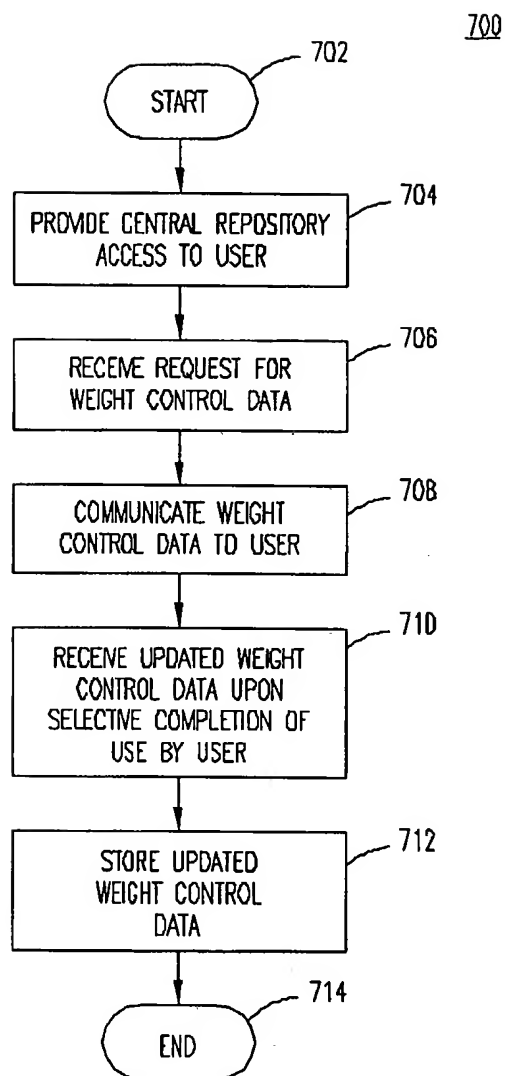 700
702
START
704
PROVIDE CENTRAL REPOSITORY
ACCESS TO USER
706
RECEIVE REQUEST FOR
WEIGHT CONTROL DATA
708
COMMUNICATE WEIGHT
CONTROL DATA TO USER
710
RECEIVE UPDATED WEIGHT
CONTROL DATA UPON
SELECTIVE COMPLETION OF
USE BY USER
712
STORE UPDATED
WEIGHT CONTROL
DATA
714
END